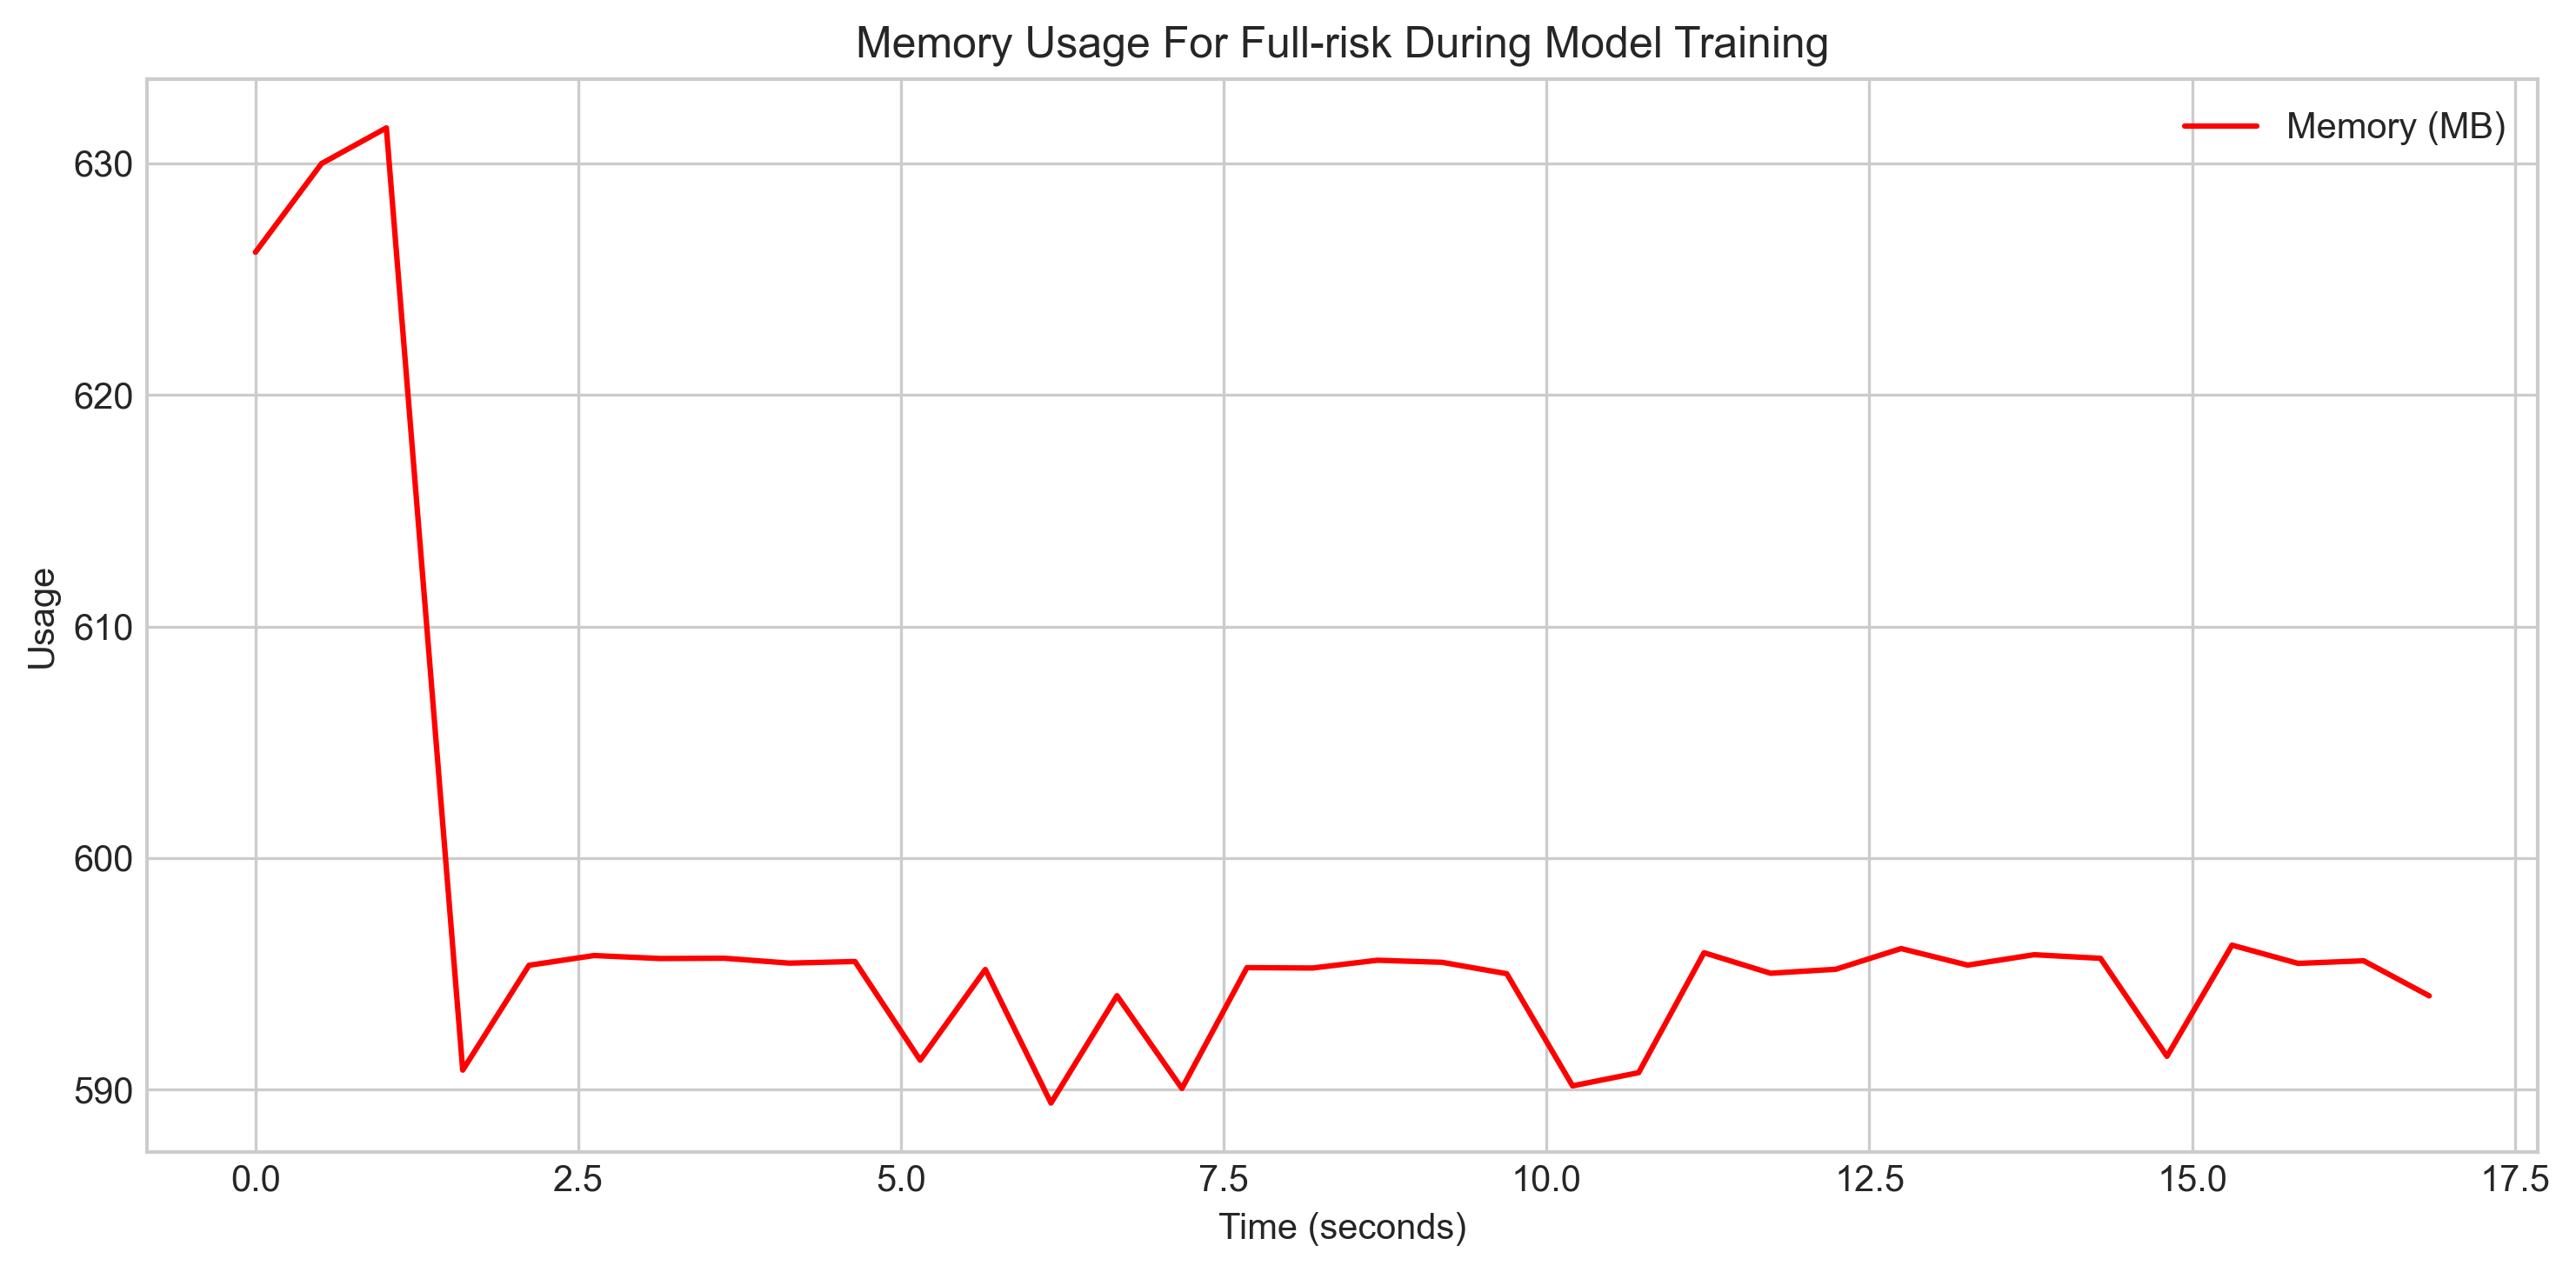 Memory Usage For Full-risk During Model Training
Memory (MB)
630
620
610
600
590
Usage
0.0 2.5 5.0 7.5 10.0 12.5 15.0 17.5
Time (seconds)